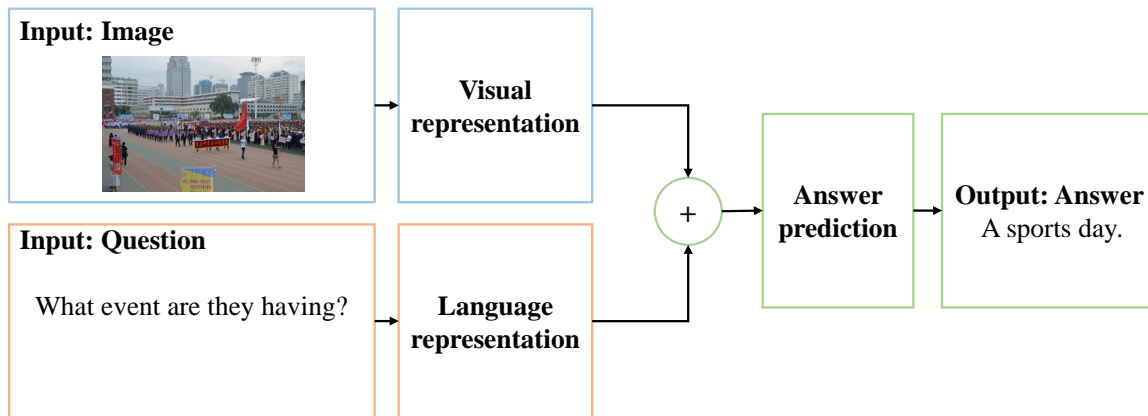 Input: Image
Visual
representation
Input: Question
What event are they having?
Language
representation
+
Answer
prediction
Output: Answer
A sports day.